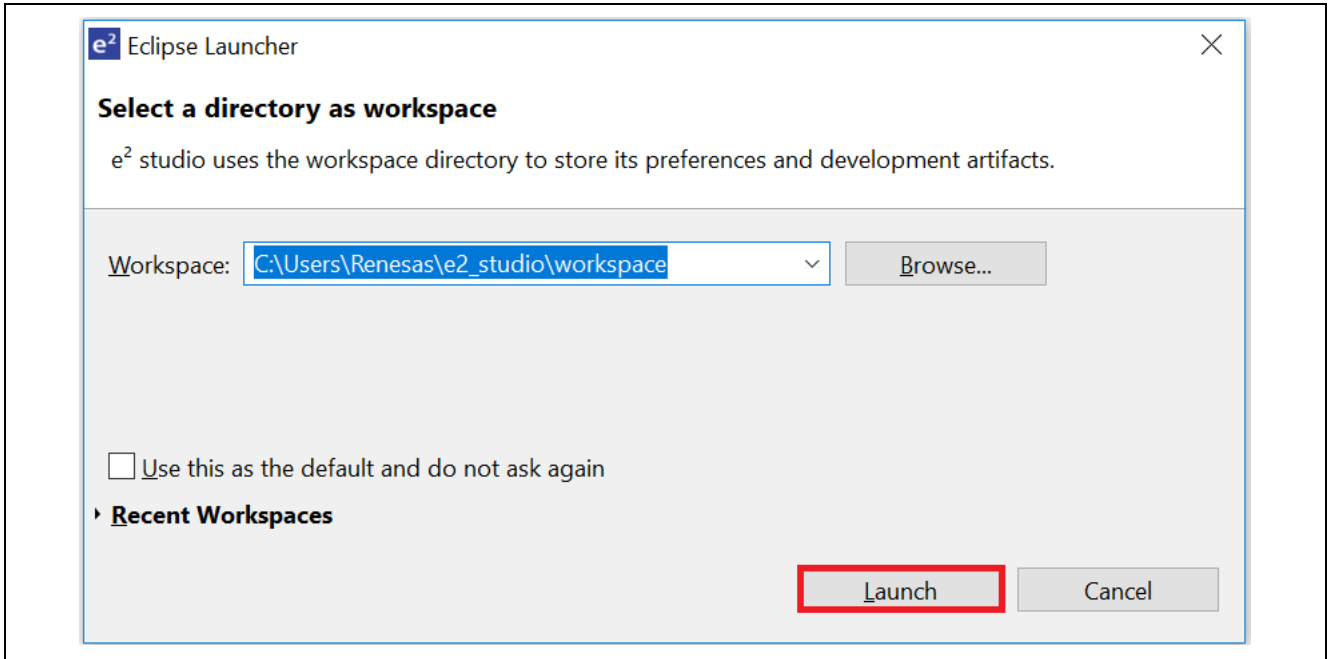 e² Eclipse Launcher
Select a directory as workspace
e² studio uses the workspace directory to store its preferences and development artifacts.
Workspace: C:\Users\Renesas\e2_studio\workspace Browse...
Use this as the default and do not ask again
Recent Workspaces
Launch Cancel